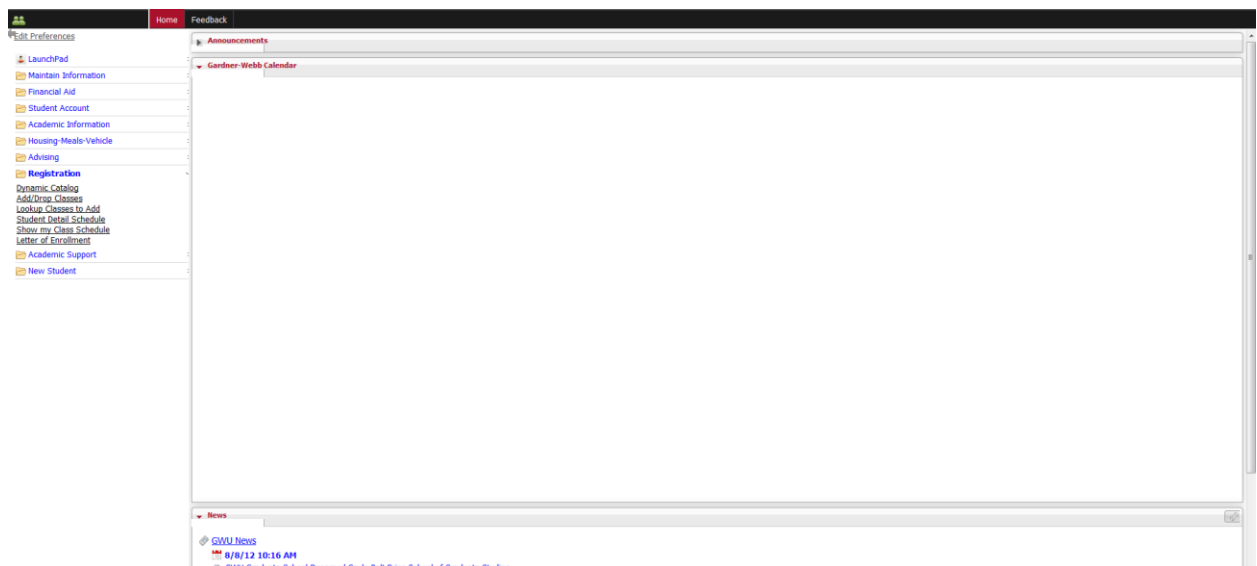 Home Feedback
Edit Preferences
LaunchPad
Maintain Information
Financial Aid
Student Account
Academic Information
Housing-Meals-Vehicle
Advising
Registration
Dynamic Catalog
Add/Drop Classes
Lookup Classes to Add
Student Detail Schedule
Show my Class Schedule
Letter of Enrollment
Academic Support
New Student
Announcements
Gardner-Webb Calendar
News
GWU News
8/8/12 10:16 AM